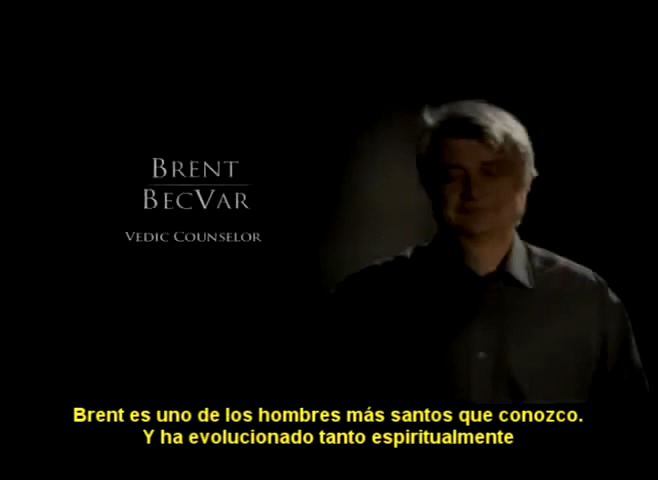 BRENT
BECVAR
VEDIC COUNSELOR
Brent es uno de los hombres más santos que conozco.
Y ha evolucionado tanto espiritualmente